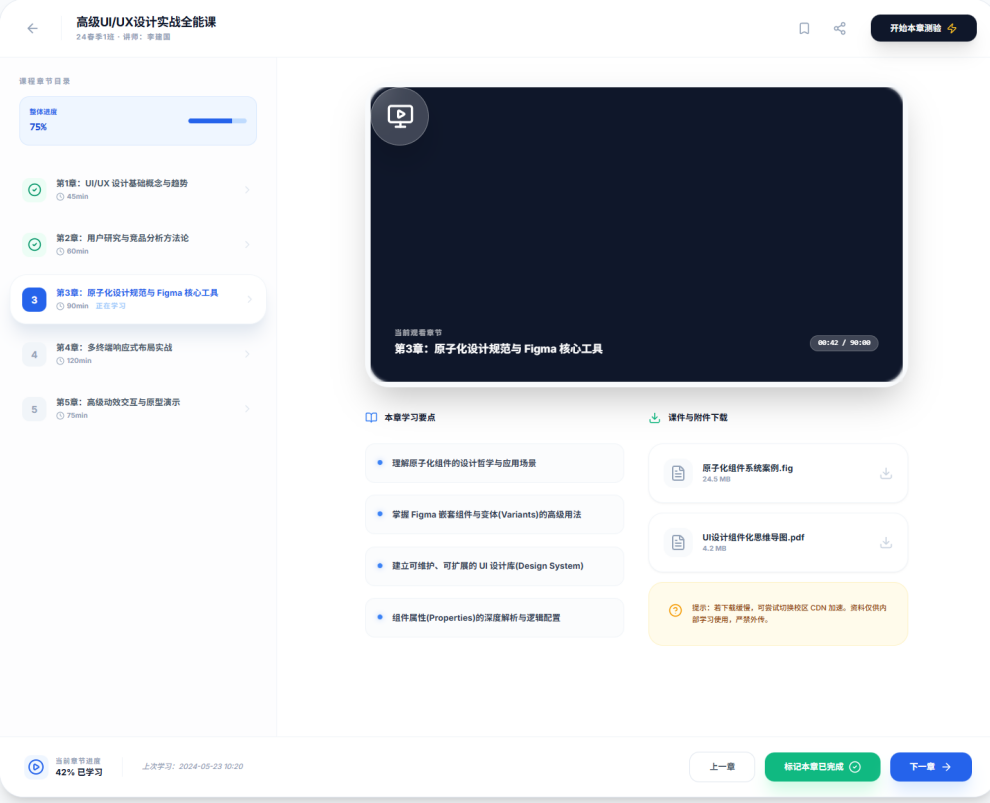 高级UI/UX设计实战全能课
24春季1班 · 讲师：李建国
开始本章测验
课程章节目录
整体进度
75%
第1章：UI/UX 设计基础概念与趋势
45min
第2章：用户研究与竞品分析方法论
60min
3
第3章：原子化设计规范与 Figma 核心工具
90min 正在学习
4
第4章：多终端响应式布局实战
120min
5
第5章：高级动效交互与原型演示
75min
当前观看章节
第3章：原子化设计规范与 Figma 核心工具
00:42 / 90:00
本章学习要点
理解原子化组件的设计哲学与应用场景
掌握 Figma 嵌套组件与变体(Variants)的高级用法
建立可维护、可扩展的 UI 设计库(Design System)
组件属性(Properties)的深度解析与逻辑配置
课件与附件下载
原子化组件系统案例.fig
24.5 MB
UI设计组件化思维导图.pdf
4.2 MB
提示：若下载缓慢，可尝试切换校区 CDN 加速。资料仅供内
部学习使用，严禁外传。
当前章节进度
42% 已学习
上次学习：2024-05-23 10:20
上一章
标记本章已完成
下一章